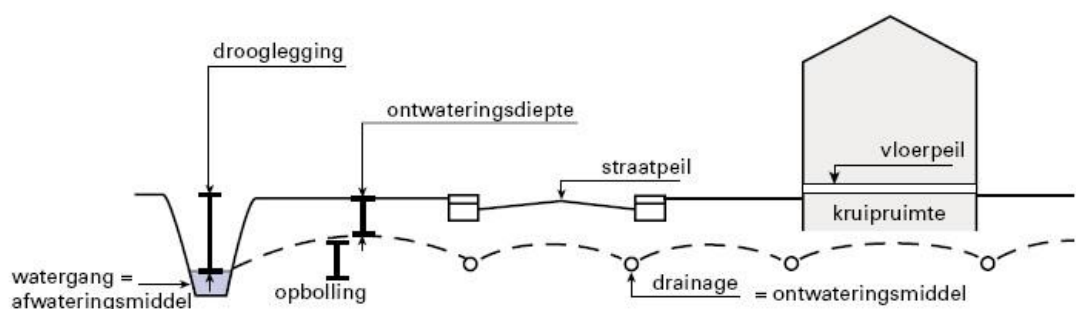 drooglegging
ontwateringsdiepte
straatpeil
vloerpeil
kruipruimte
watergang =
afwateringsmiddel
opbolling
drainage = ontwateringsmiddel